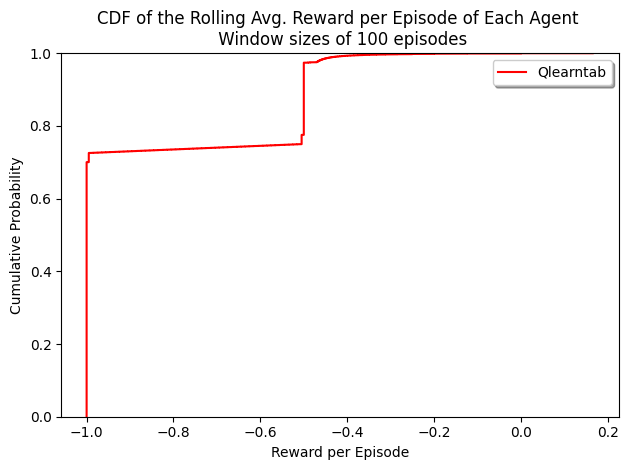 CDF of the Rolling Avg. Reward per Episode of Each Agent
Window sizes of 100 episodes
Qlearntab
Cumulative Probability
1.0
0.8
0.6
0.4
0.2
0.0
−1.0 −0.8 −0.6 −0.4 −0.2 0.0 0.2
Reward per Episode